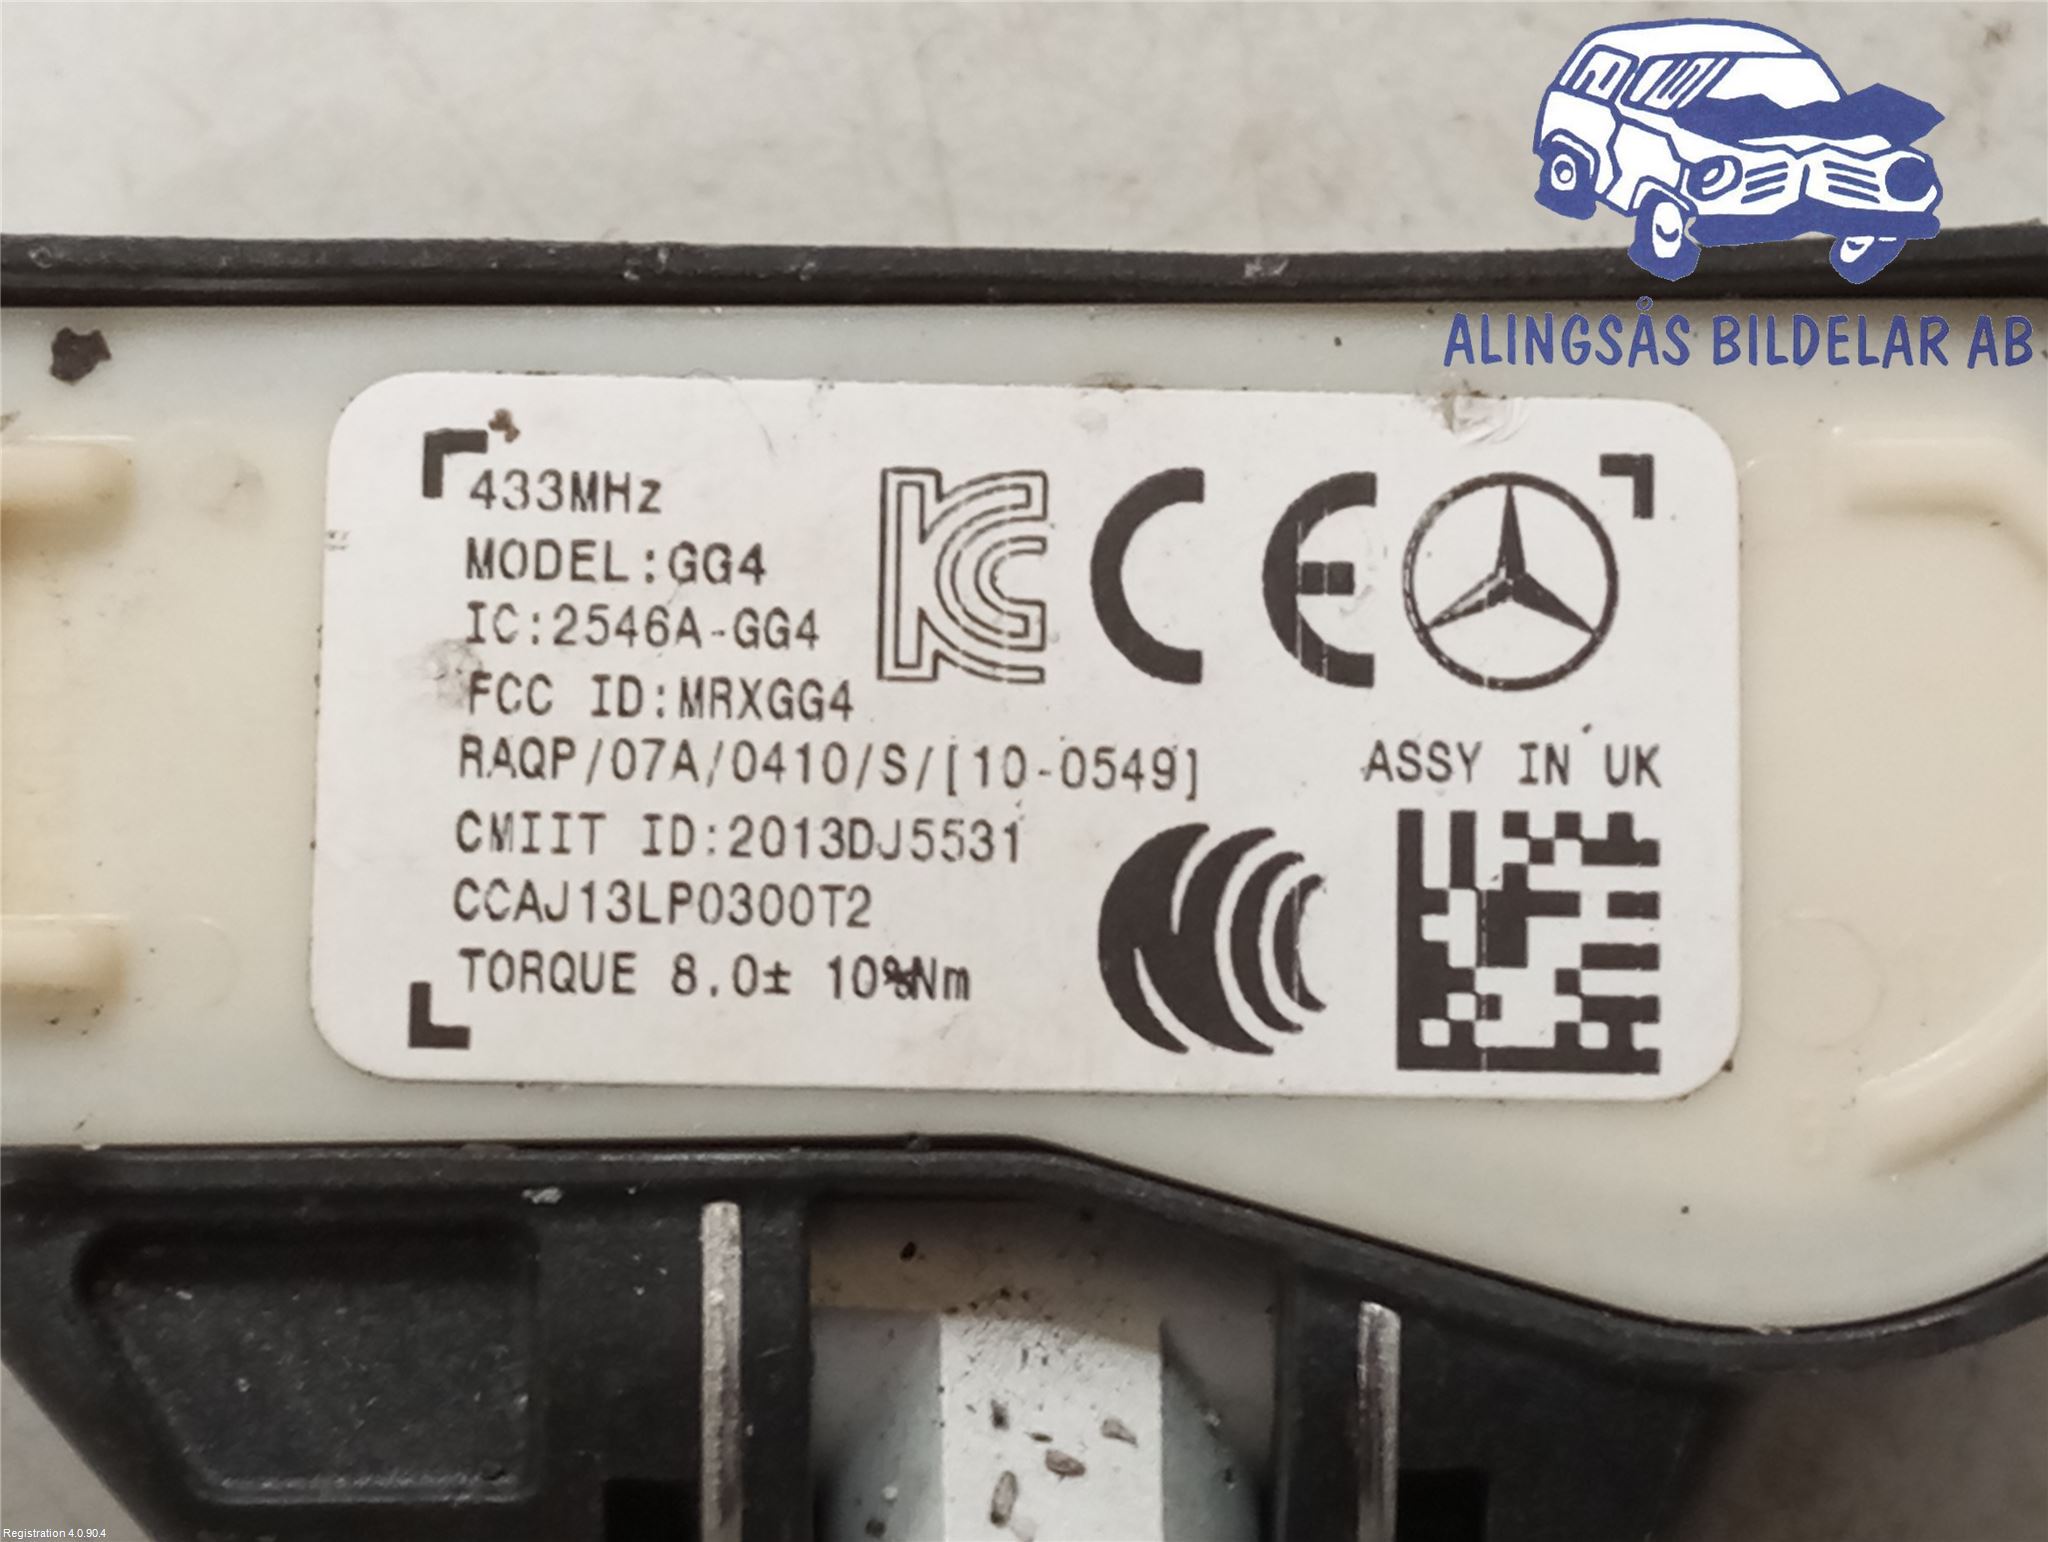 ALINGSÅS BILDELAR AB
433MHz
MODEL:GG4
IC:2546A-GG4
FCC ID:MRXGG4
RAQP/07A/0410/S/[10-0549]
CMIIT ID:2013DJ5531
CCAJ13LP0300T2
TORQUE 8.0± 10%Nm
CE
ASSY IN UK
Registration 4.0.90.4